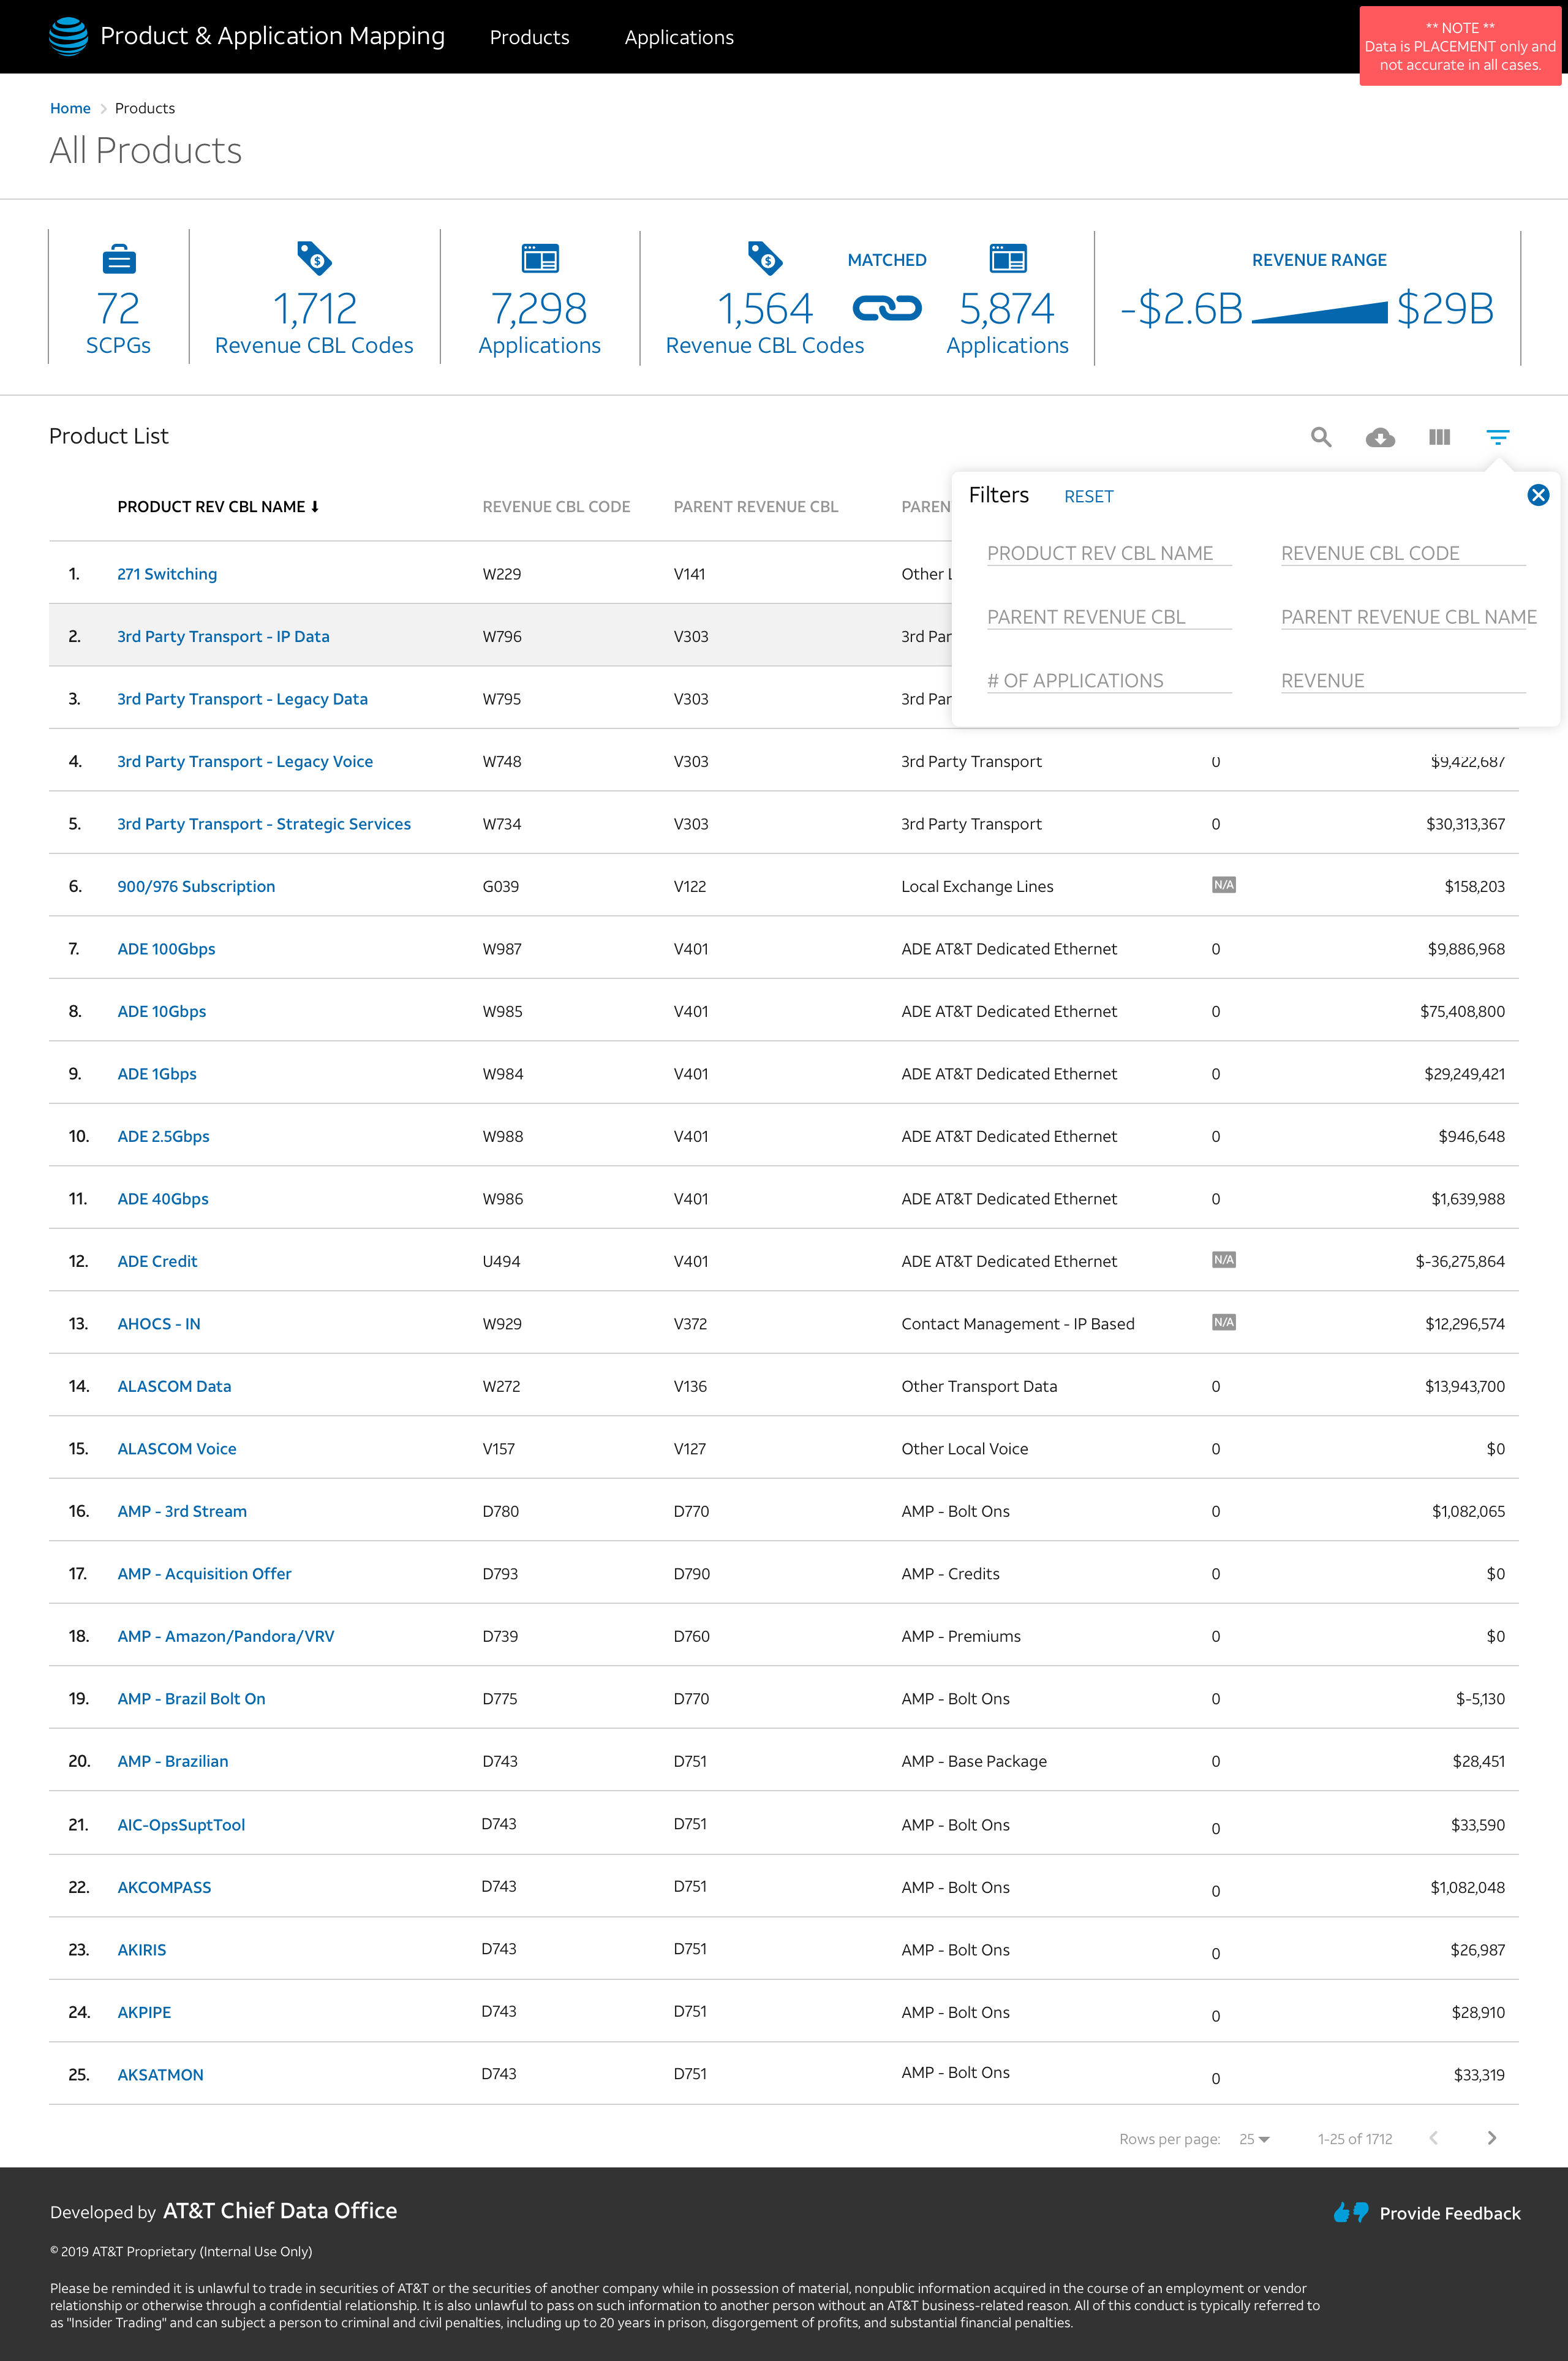 Product & Application Mapping Products Applications
** NOTE **
Data is PLACEMENT only and
not accurate in all cases.
Home Products
All Products
72
SCPGs
1,712
Revenue CBL Codes
7,298
Applications
MATCHED
1,564
Revenue CBL Codes
5,874
Applications
REVENUE RANGE
-$2.6B $29B
Product List
Filters RESET
PRODUCT REV CBL NAME REVENUE CBL CODE
PARENT REVENUE CBL PARENT REVENUE CBL NAME
# OF APPLICATIONS REVENUE
PRODUCT REV CBL NAME REVENUE CBL CODE PARENT REVENUE CBL PAREN
1. 271 Switching W229 V141 Other L
2. 3rd Party Transport - IP Data W796 V303 3rd Par
3. 3rd Party Transport - Legacy Data W795 V303 3rd Par
4. 3rd Party Transport - Legacy Voice W748 V303 3rd Party Transport 0 $9,422,687
5. 3rd Party Transport - Strategic Services W734 V303 3rd Party Transport 0 $30,313,367
6. 900/976 Subscription G039 V122 Local Exchange Lines N/A $158,203
7. ADE 100Gbps W987 V401 ADE AT&T Dedicated Ethernet 0 $9,886,968
8. ADE 10Gbps W985 V401 ADE AT&T Dedicated Ethernet 0 $75,408,800
9. ADE 1Gbps W984 V401 ADE AT&T Dedicated Ethernet 0 $29,249,421
10. ADE 2.5Gbps W988 V401 ADE AT&T Dedicated Ethernet 0 $946,648
11. ADE 40Gbps W986 V401 ADE AT&T Dedicated Ethernet 0 $1,639,988
12. ADE Credit U494 V401 ADE AT&T Dedicated Ethernet N/A $-36,275,864
13. AHOCS - IN W929 V372 Contact Management - IP Based N/A $12,296,574
14. ALASCOM Data W272 V136 Other Transport Data 0 $13,943,700
15. ALASCOM Voice V157 V127 Other Local Voice 0 $0
16. AMP - 3rd Stream D780 D770 AMP - Bolt Ons 0 $1,082,065
17. AMP - Acquisition Offer D793 D790 AMP - Credits 0 $0
18. AMP - Amazon/Pandora/VRV D739 D760 AMP - Premiums 0 $0
19. AMP - Brazil Bolt On D775 D770 AMP - Bolt Ons 0 $-5,130
20. AMP - Brazilian D743 D751 AMP - Base Package 0 $28,451
21. AIC-OpsSuptTool D743 D751 AMP - Bolt Ons 0 $33,590
22. AKCOMPASS D743 D751 AMP - Bolt Ons 0 $1,082,048
23. AKIRIS D743 D751 AMP - Bolt Ons 0 $26,987
24. AKPIPE D743 D751 AMP - Bolt Ons 0 $28,910
25. AKSATMON D743 D751 AMP - Bolt Ons 0 $33,319
Rows per page: 25 1-25 of 1712
Developed by AT&T Chief Data Office
Provide Feedback
© 2019 AT&T Proprietary (Internal Use Only)
Please be reminded it is unlawful to trade in securities of AT&T or the securities of another company while in possession of material, nonpublic information acquired in the course of an employment or vendor
relationship or otherwise through a confidential relationship. It is also unlawful to pass on such information to another person without an AT&T business-related reason. All of this conduct is typically referred to
as "Insider Trading" and can subject a person to criminal and civil penalties, including up to 20 years in prison, disgorgement of profits, and substantial financial penalties.